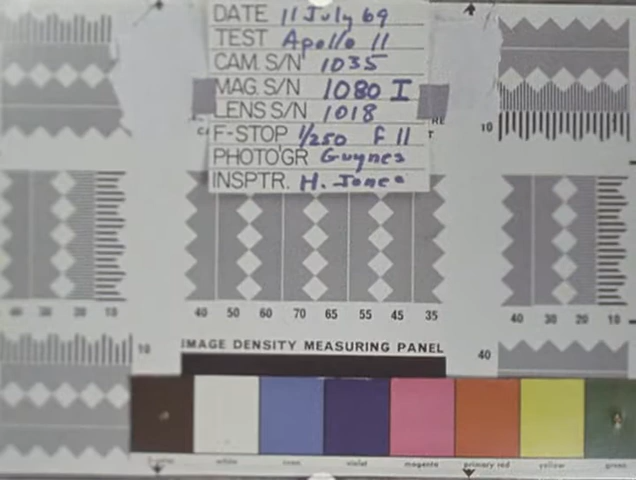 DATE 11 July 69
TEST Apollo 11
CAM. S/N 1035
MAG. S/N 1080 I
LENS S/N 1018
F-STOP 1/250 F 11
PHOTO'GR Guynes
INSPTR. H. Jones
10
40 30 20 10
40 50 60 70 65 55 45 35
40 30 20 10
10 IMAGE DENSITY MEASURING PANEL 40
white violet magenta primary red yellow green